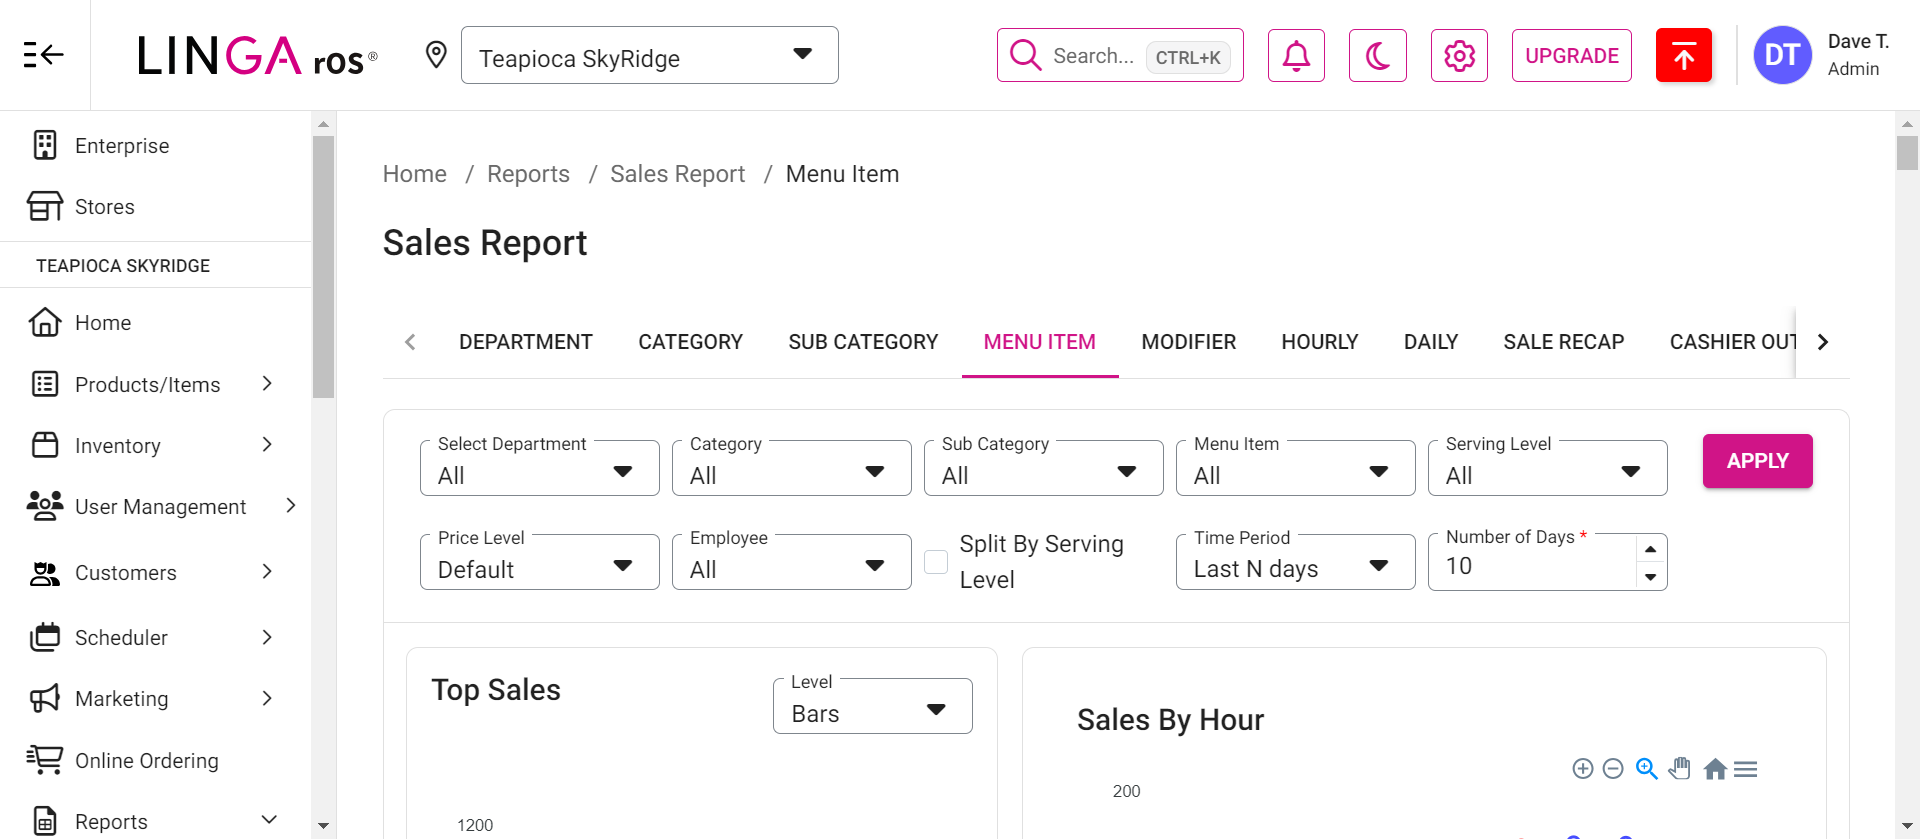 LINGA ros®
Teapioca SkyRidge
Search... CTRL+K
UPGRADE
DT
Dave T.
Admin
Enterprise
Stores
TEAPIOCA SKYRIDGE
Home
Products/Items
Inventory
User Management
Customers
Scheduler
Marketing
Online Ordering
Reports
Home / Reports / Sales Report / Menu Item
Sales Report
DEPARTMENT CATEGORY SUB CATEGORY MENU ITEM MODIFIER HOURLY DAILY SALE RECAP CASHIER OUT
Select Department Category Sub Category Menu Item Serving Level
All All All All All
APPLY
Price Level Employee Time Period Number of Days *
Default All Last N days 10
Split By Serving
Level
Top Sales
Level
Bars
1200
Sales By Hour
200